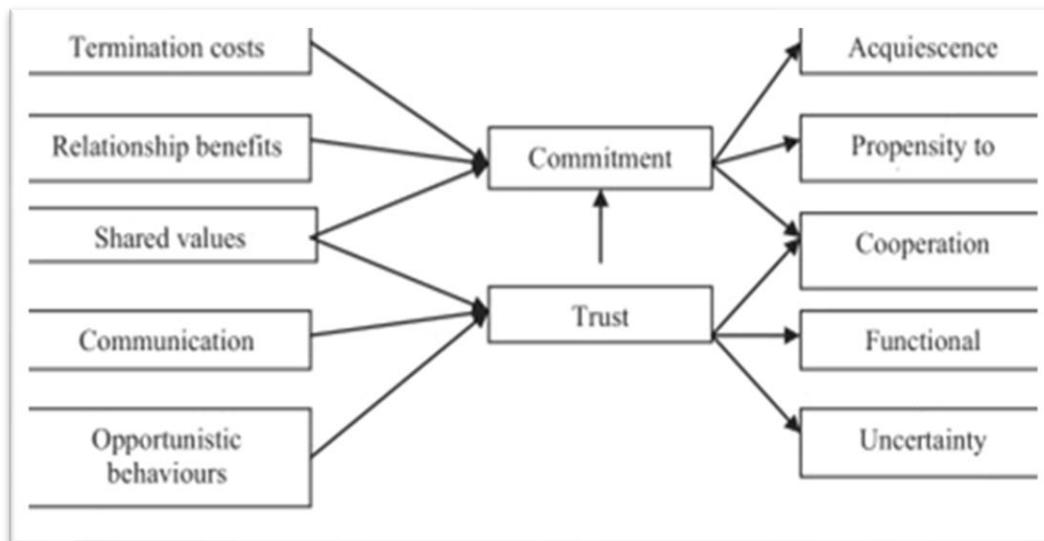 Termination costs
Relationship benefits
Shared values
Communication
Opportunistic
behaviours
Commitment
Trust
Acquiescence
Propensity to
Cooperation
Functional
Uncertainty